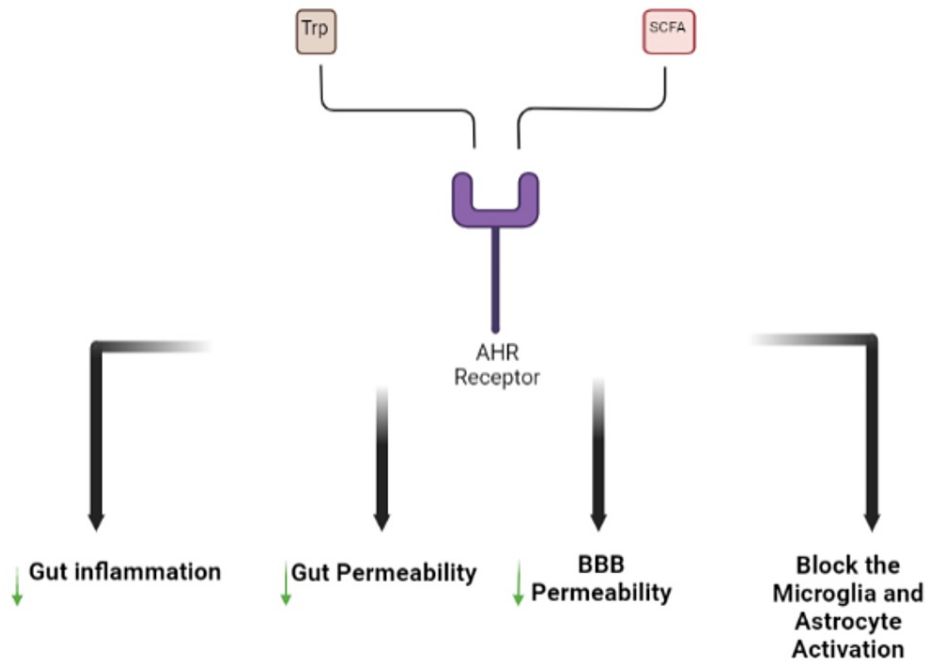 Trp
SCFA
AHR
Receptor
Gut inflammation
Gut Permeability
BBB
Permeability
Block the
Microglia and
Astrocyte
Activation